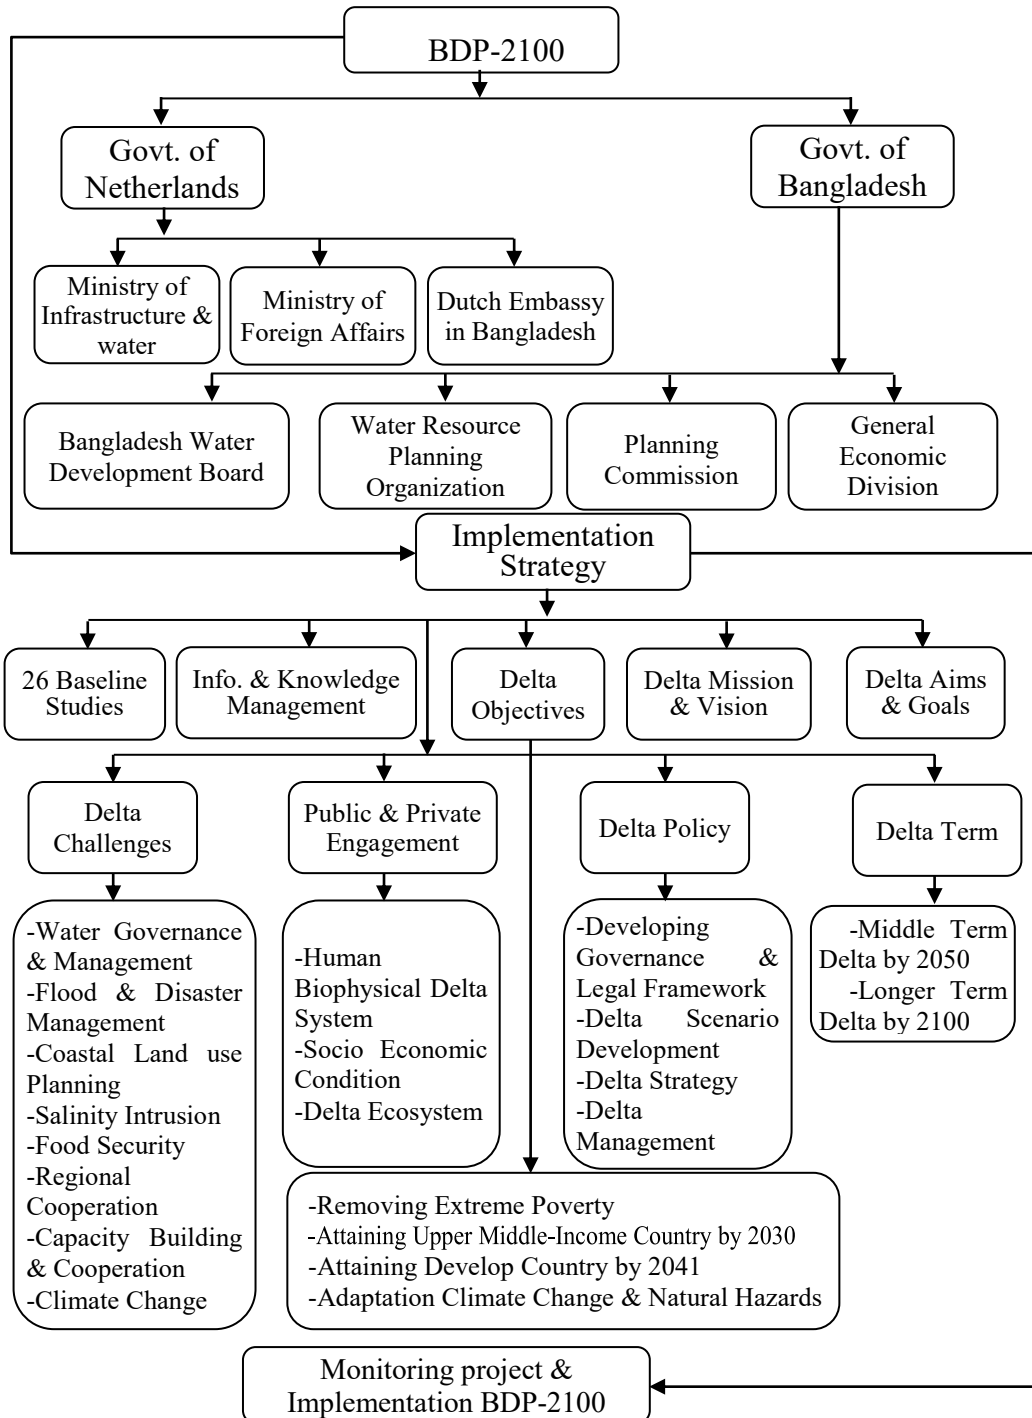 BDP-2100
Govt. of
Netherlands
Govt. of
Bangladesh
Ministry of
Infrastructure &
water
Ministry of
Foreign Affairs
Dutch Embassy
in Bangladesh
Bangladesh Water
Development Board
Water Resource
Planning
Organization
Planning
Commission
General
Economic
Division
Implementation
Strategy
26 Baseline
Studies
Info. & Knowledge
Management
Delta
Objectives
Delta Mission
& Vision
Delta Aims
& Goals
Delta
Challenges
Public & Private
Engagement
Delta Policy
Delta Term
-Water Governance
& Management
-Flood & Disaster
Management
-Coastal Land use
Planning
-Salinity Intrusion
-Food Security
-Regional
Cooperation
-Capacity Building
& Cooperation
-Climate Change
-Human
Biophysical Delta
System
-Socio Economic
Condition
-Delta Ecosystem
-Developing
Governance &
Legal Framework
-Delta Scenario
Development
-Delta Strategy
-Delta
Management
-Middle Term
Delta by 2050
-Longer Term
Delta by 2100
-Removing Extreme Poverty
-Attaining Upper Middle-Income Country by 2030
-Attaining Develop Country by 2041
-Adaptation Climate Change & Natural Hazards
Monitoring project &
Implementation BDP-2100